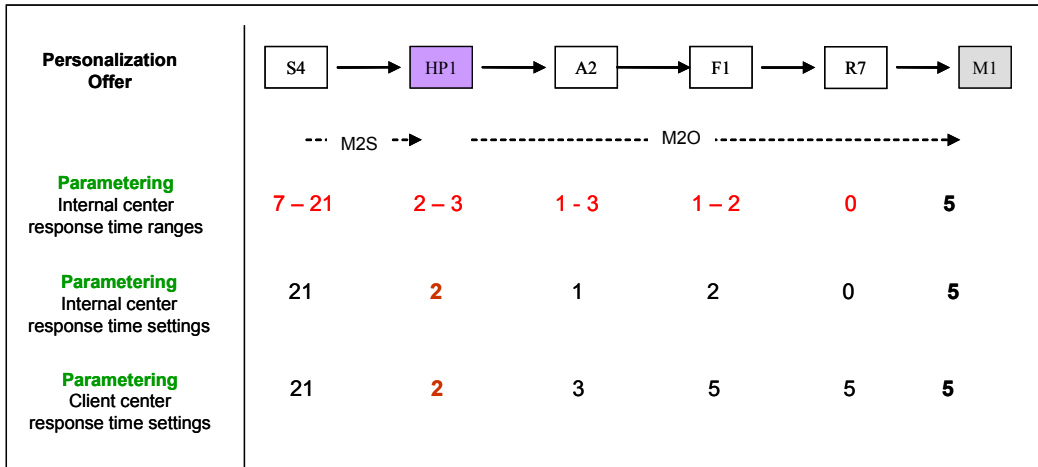 Personalization
Offer
S4
HP1
A2
F1
R7
M1
M2S
M2O
Parametering
Internal center
response time ranges
7 – 21
2 – 3
1 - 3
1 – 2
0
5
Parametering
Internal center
response time settings
21
2
1
2
0
5
Parametering
Client center
response time settings
21
2
3
5
5
5